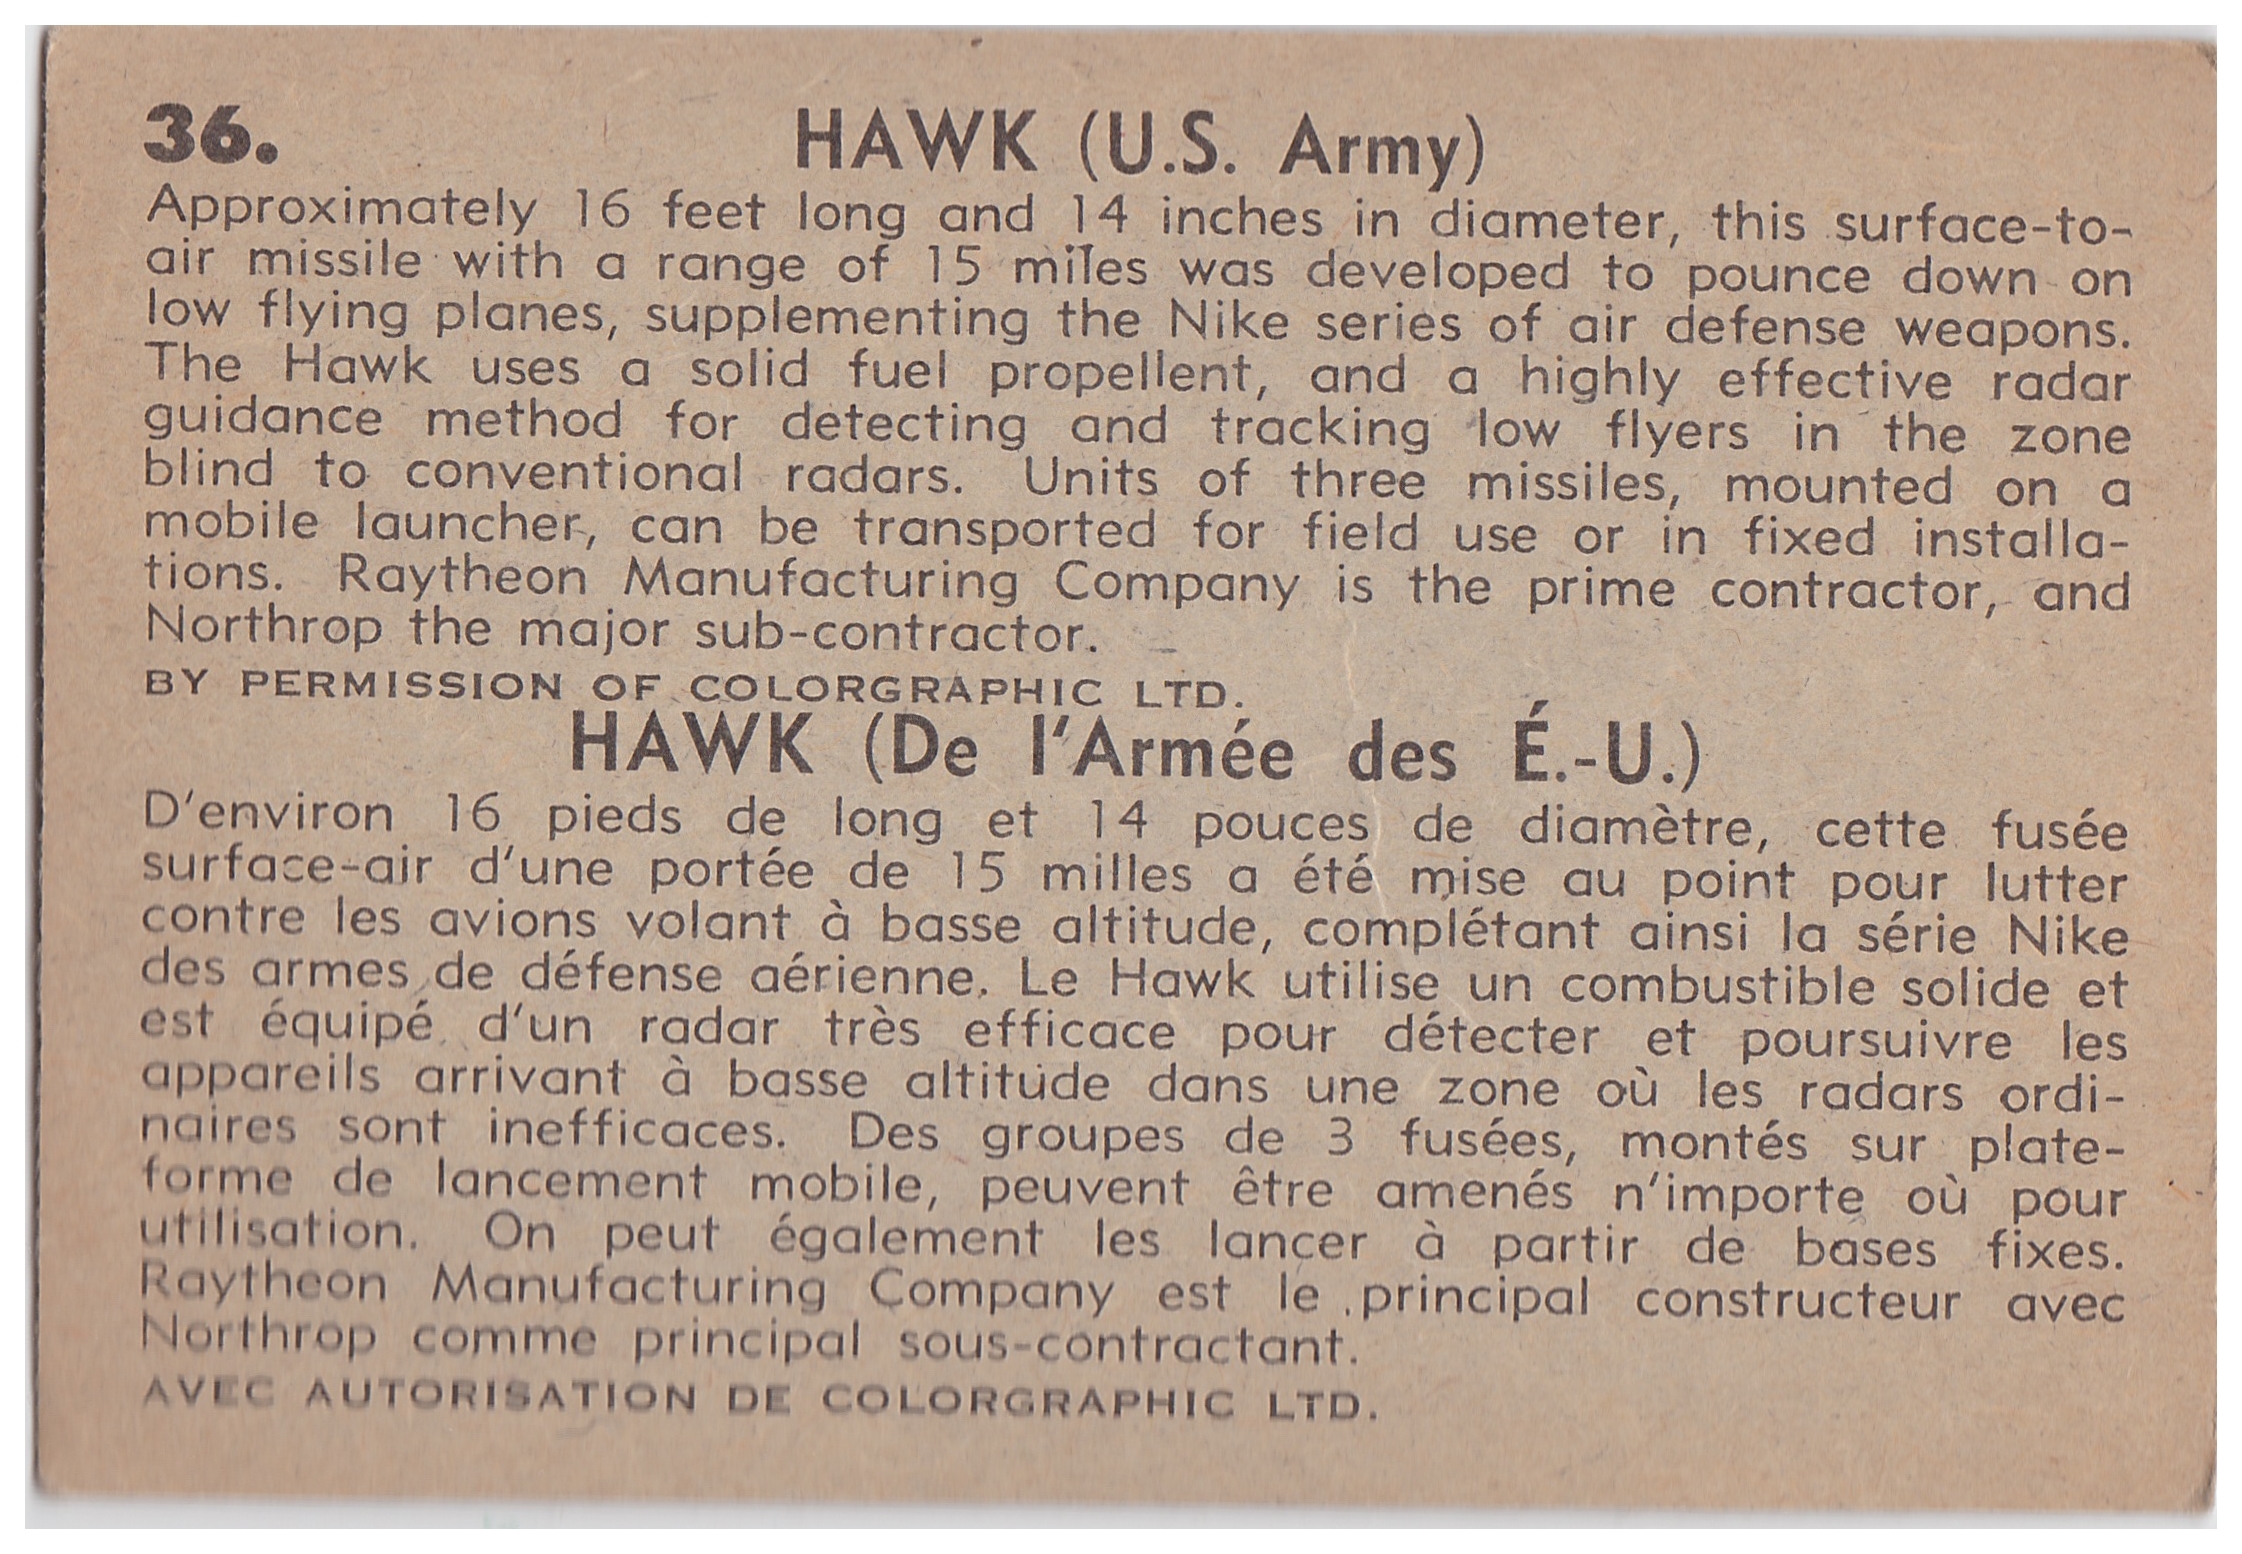 36.
HAWK (U.S. Army)
Approximately 16 feet long and 14 inches in diameter, this surface-to-
air missile with a range of 15 miles was developed to pounce down on
low flying planes, supplementing the Nike series of air defense weapons.
The Hawk uses a solid fuel propellent, and a highly effective radar
guidance method for detecting and tracking low flyers in the zone
blind to conventional radars. Units of three missiles, mounted on a
mobile launcher, can be transported for field use or in fixed installa-
tions. Raytheon Manufacturing Company is the prime contractor, and
Northrop the major sub-contractor.
BY PERMISSION OF COLORGRAPHIC LTD.
HAWK (De l'Armée des É.-U.)
D'environ 16 pieds de long et 14 pouces de diamètre, cette fusée
surface-air d'une portée de 15 milles a été mise au point pour lutter
contre les avions volant à basse altitude, complétant ainsi la série Nike
des armes de défense aérienne. Le Hawk utilise un combustible solide et
est équipé d'un radar très efficace pour détecter et poursuivre les
appareils arrivant à basse altitude dans une zone où les radars ordi-
naires sont inefficaces. Des groupes de 3 fusées, montés sur plate-
forme de lancement mobile, peuvent être amenés n'importe où pour
utilisation. On peut également les lancer à partir de bases fixes.
Raytheon Manufacturing Company est le principal constructeur avec
Northrop comme principal sous-contractant.
AVEC AUTORISATION DE COLORGRAPHIC LTD.